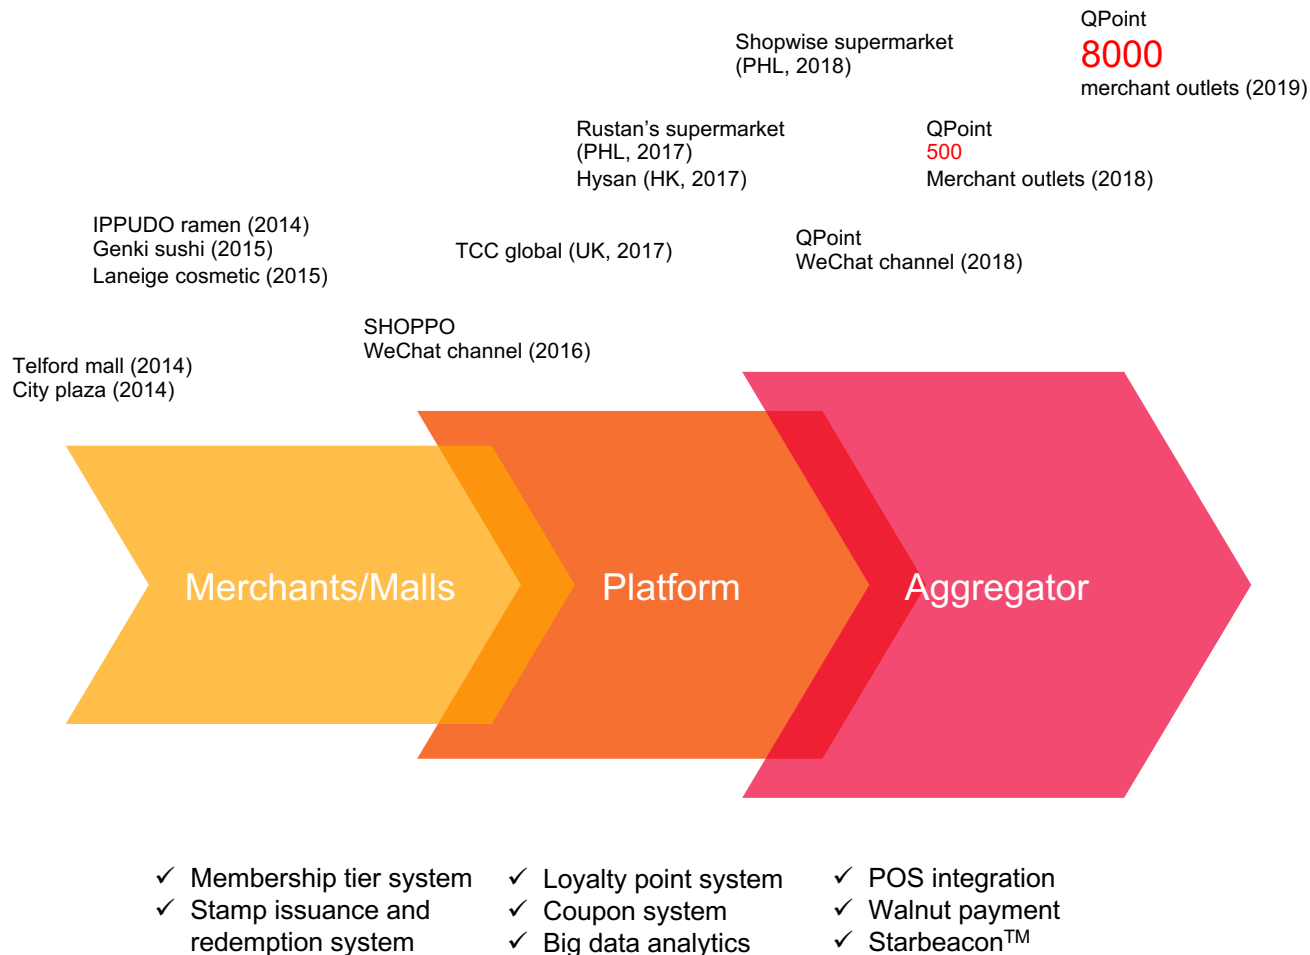 QPoint
8000
merchant outlets (2019)
Shopwise supermarket
(PHL, 2018)
Rustan’s supermarket
(PHL, 2017)
Hysan (HK, 2017)
QPoint
500
Merchant outlets (2018)
IPPUDO ramen (2014)
Genki sushi (2015)
Laneige cosmetic (2015)
TCC global (UK, 2017)
QPoint
WeChat channel (2018)
SHOPPO
WeChat channel (2016)
Telford mall (2014)
City plaza (2014)
Merchants/Malls
Platform
Aggregator
✓ Membership tier system
✓ Stamp issuance and
redemption system
✓ Loyalty point system
✓ Coupon system
✓ Big data analytics
✓ POS integration
✓ Walnut payment
✓ Starbeacon™